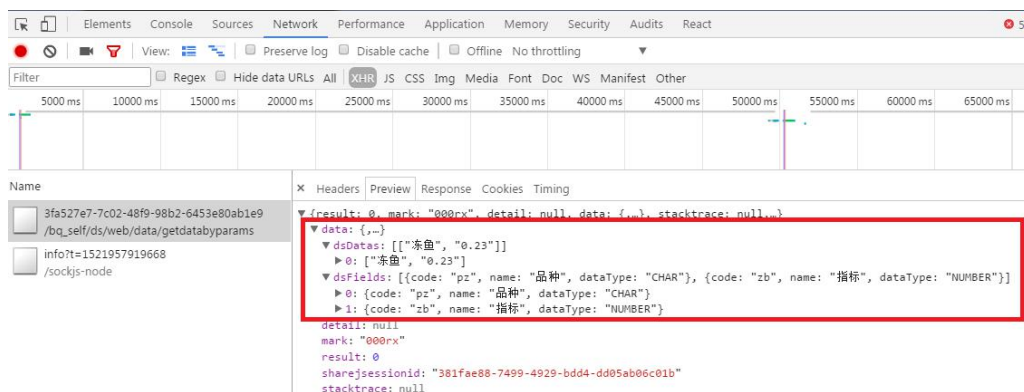 Elements Console Sources Network Performance Application Memory Security Audits React 5
View: Preserve log Disable cache Offline No throttling
Filter Regex Hide data URLs All XHR JS CSS Img Media Font Doc WS Manifest Other
5000 ms 10000 ms 15000 ms 20000 ms 25000 ms 30000 ms 35000 ms 40000 ms 45000 ms 50000 ms 55000 ms 60000 ms 65000 ms
Name × Headers Preview Response Cookies Timing
3fa527e7-7c02-48f9-98b2-6453e80ab1e9
/bq_self/ds/web/data/getdatabyparams
info?t=1521957919668
/sockjs-node
▼{result: 0, mark: "000rx", detail: null, data: {,…}, stacktrace: null,…}
▼data: {,…}
▼dsDatas: [["冻鱼", "0.23"]]
▶0: ["冻鱼", "0.23"]
▼dsFields: [{code: "pz", name: "品种", dataType: "CHAR"}, {code: "zb", name: "指标", dataType: "NUMBER"}]
▶0: {code: "pz", name: "品种", dataType: "CHAR"}
▶1: {code: "zb", name: "指标", dataType: "NUMBER"}
detail: null
mark: "000rx"
result: 0
sharejsessionid: "381fae88-7499-4929-bdd4-dd05ab06c01b"
stacktrace: null